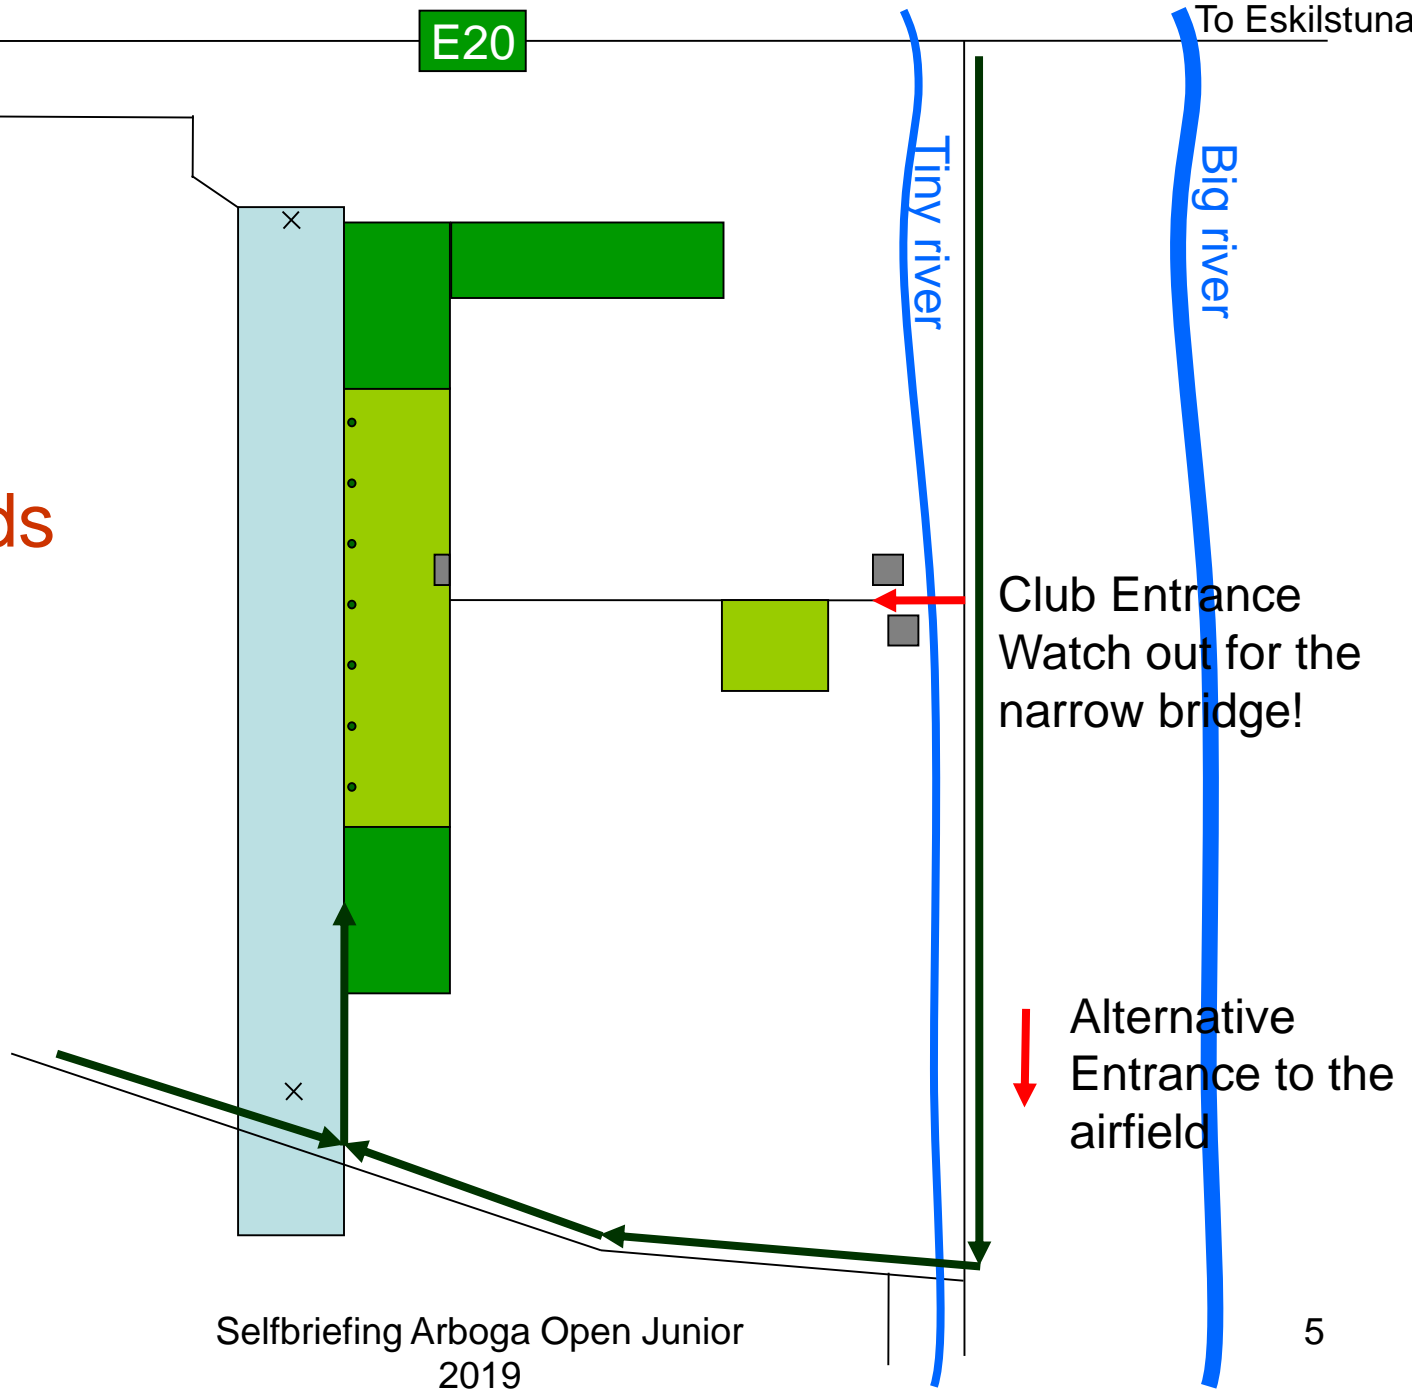 To Eskilstuna
E20
Tiny river
Big river
ds
Club Entrance
Watch out for the
narrow bridge!
Alternative
Entrance to the
airfield
Selfbriefing Arboga Open Junior
2019
5